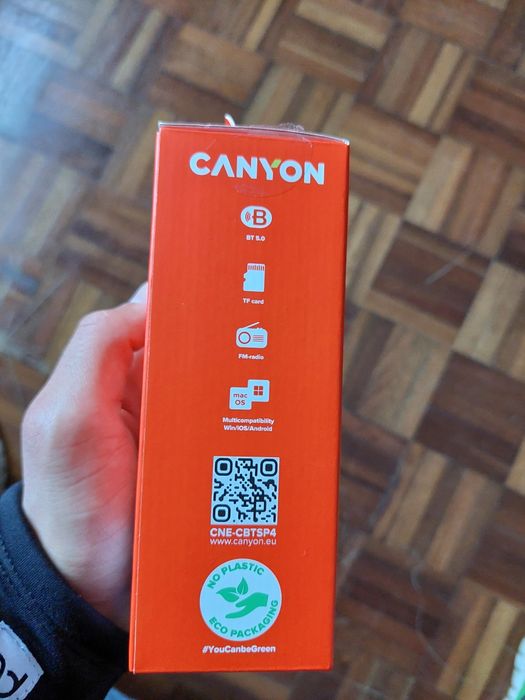 CANYON
BT 5.0
TF card
FM-radio
mac
OS
Multicompatibility
Win/iOS/Android
CNE-CBTSP4
www.canyon.eu
NO PLASTIC
ECO PACKAGING
#YouCanbeGreen